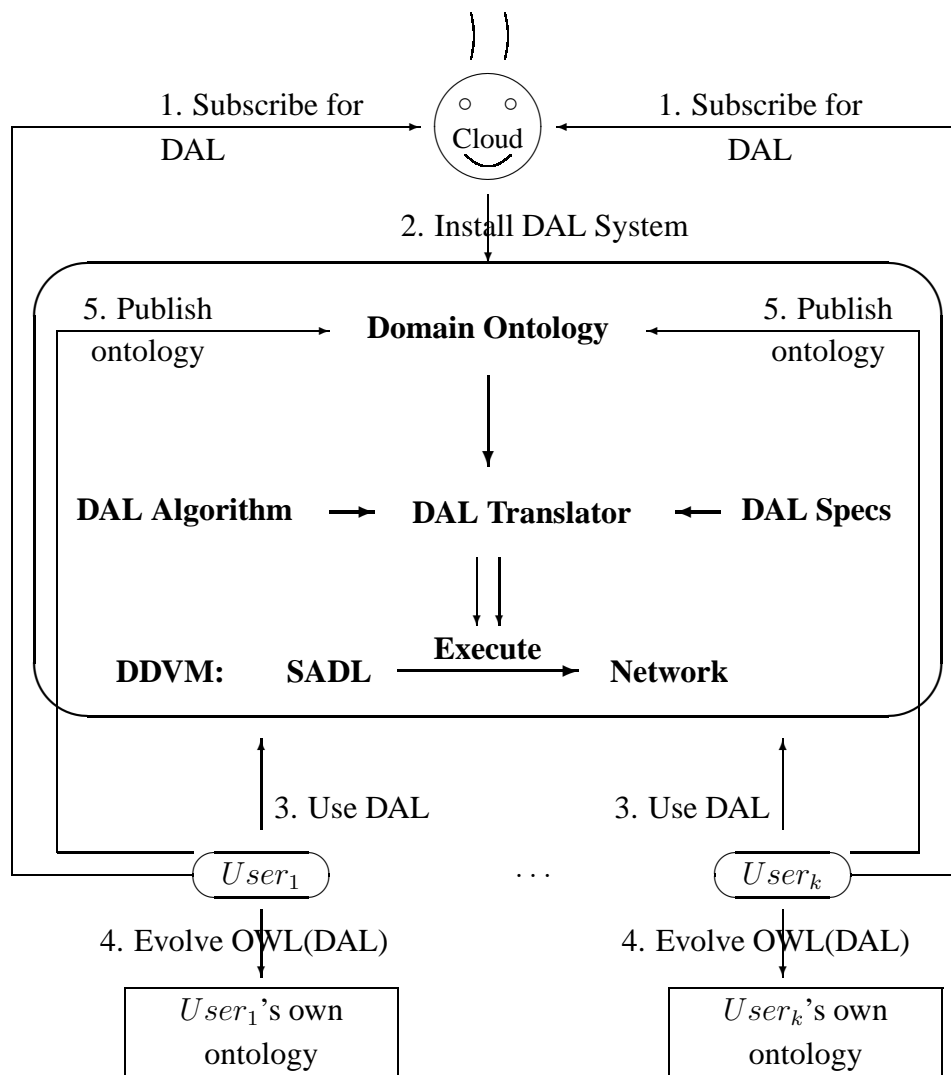 1. Subscribe for DAL
Cloud
1. Subscribe for DAL
2. Install DAL System
5. Publish ontology
Domain Ontology
5. Publish ontology
DAL Algorithm
DAL Translator
DAL Specs
Execute
DDVM: SADL
Network
3. Use DAL
3. Use DAL
User₁
...
Userₖ
4. Evolve OWL(DAL)
4. Evolve OWL(DAL)
User₁'s own ontology
Userₖ's own ontology